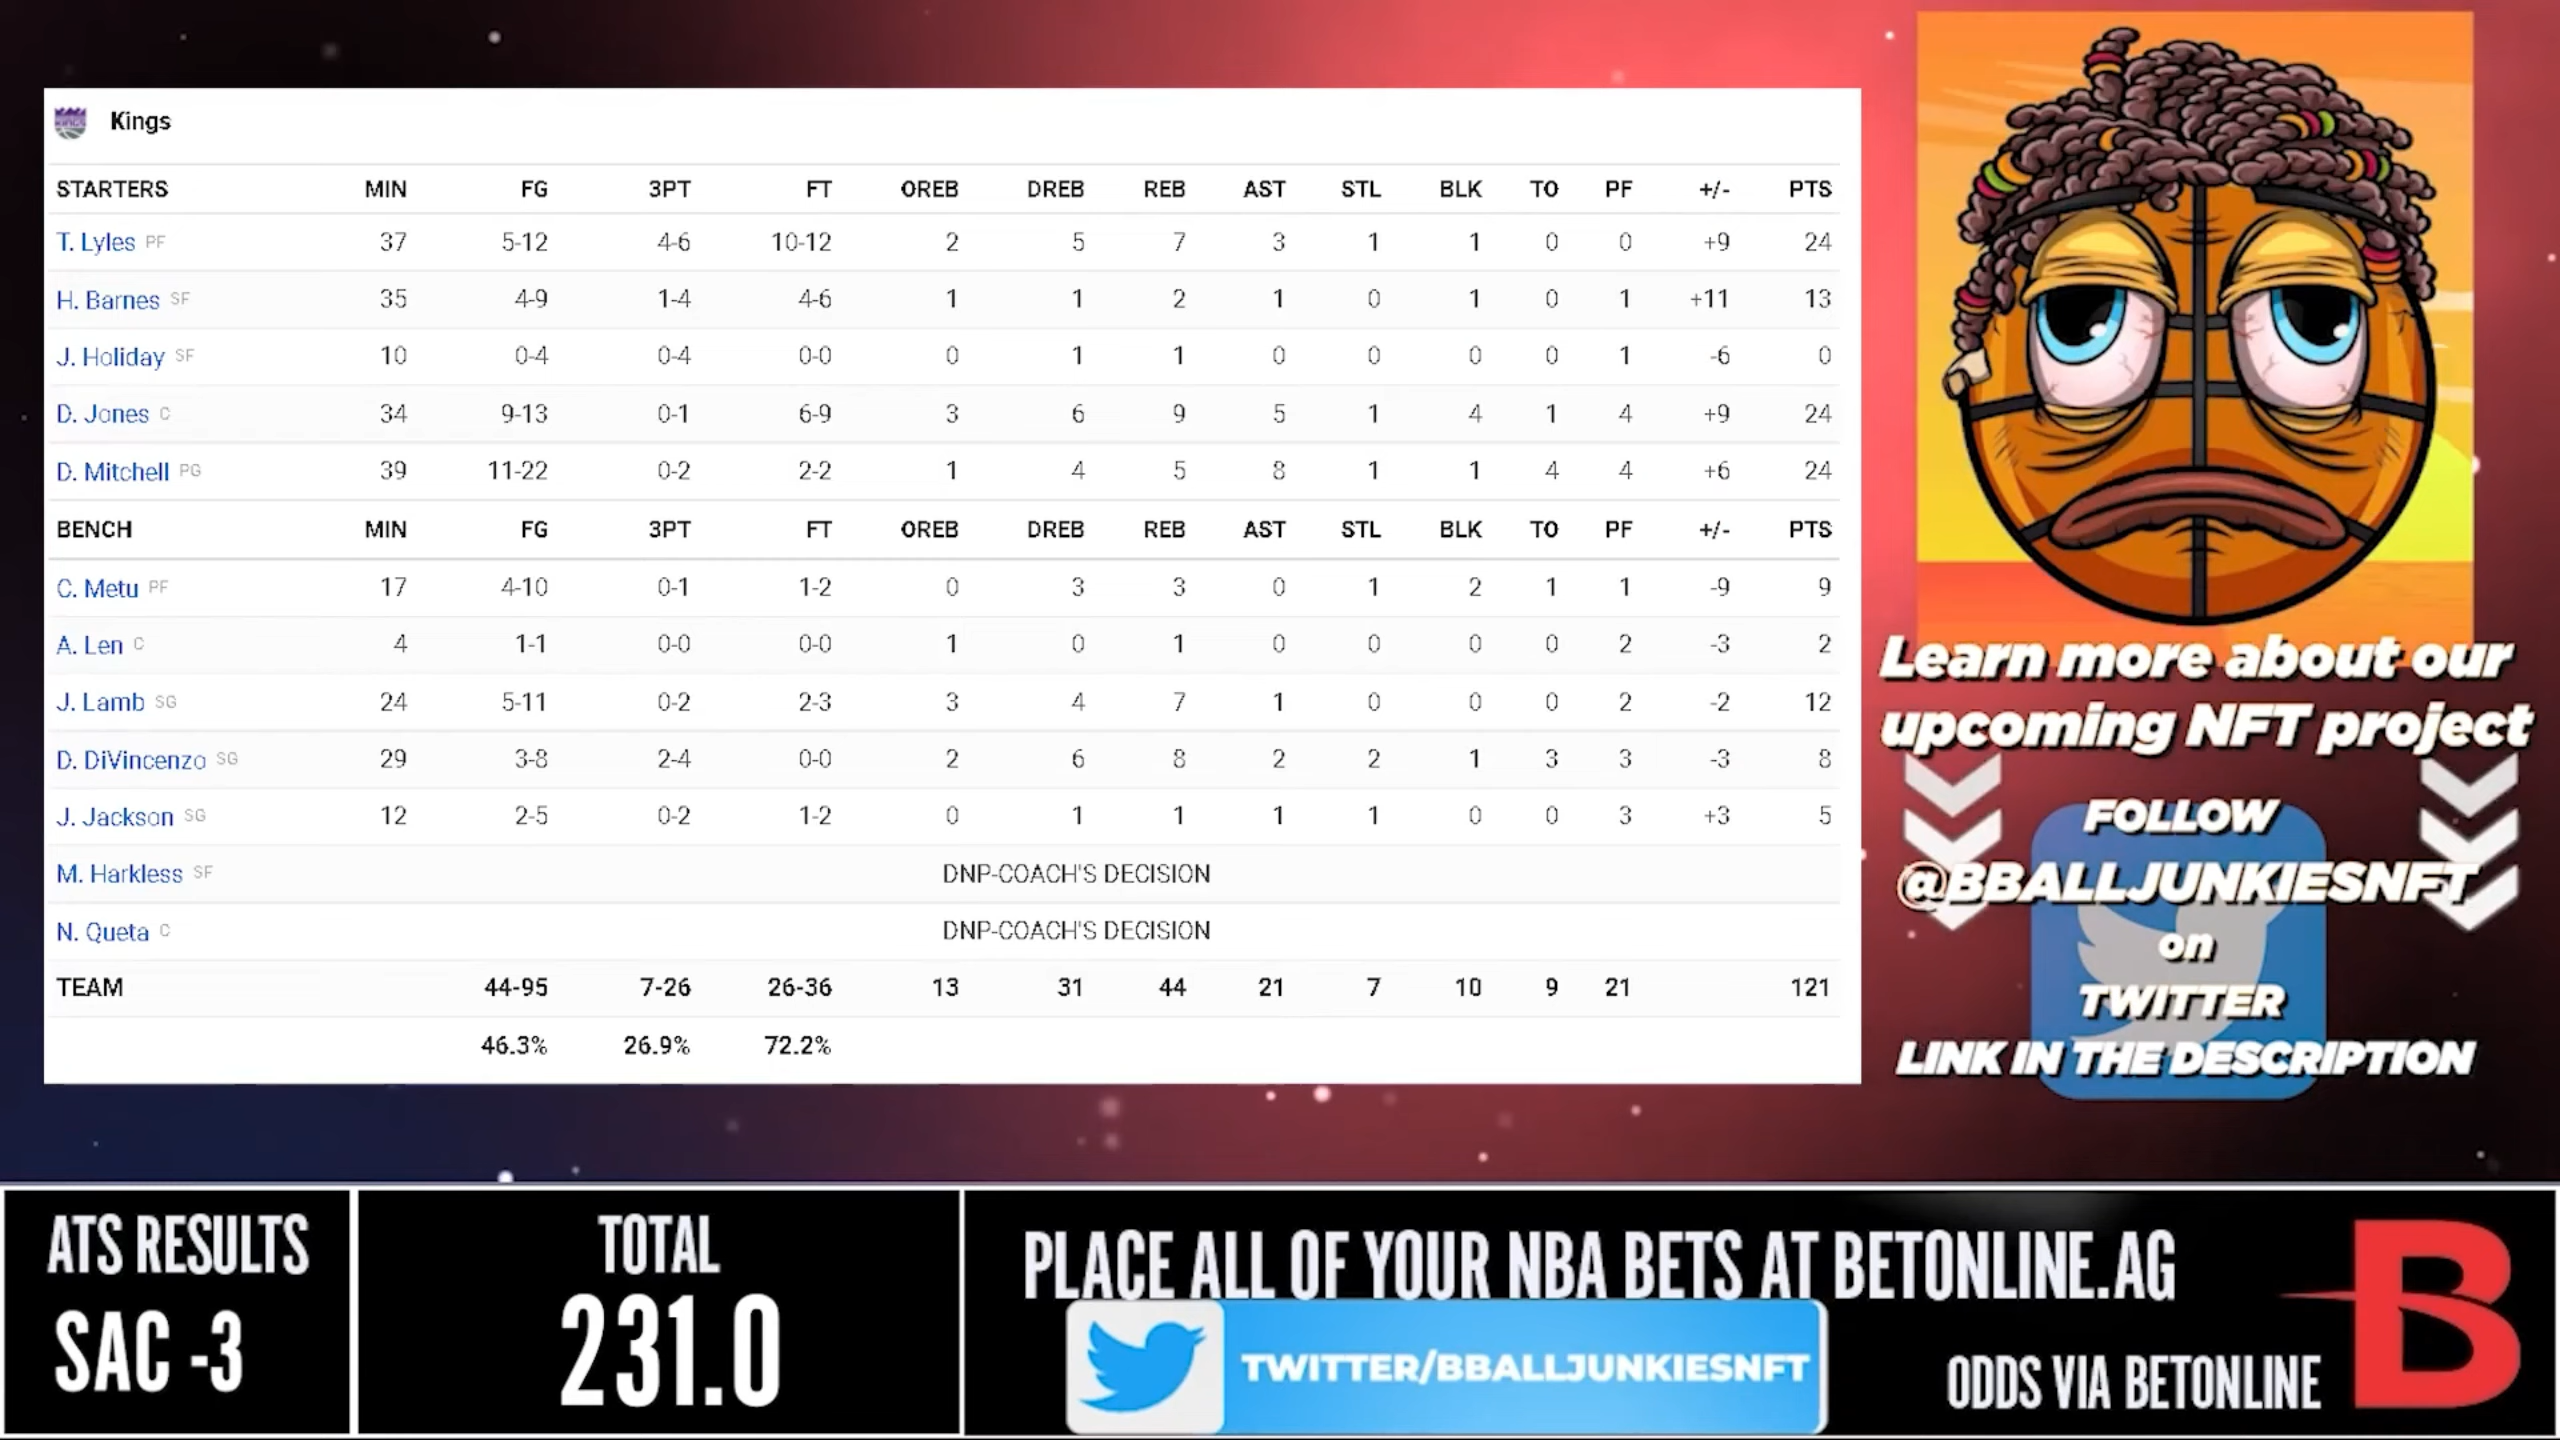 KINGS
Kings
STARTERS MIN FG 3PT FT OREB DREB REB AST STL BLK TO PF +/- PTS
T. Lyles PF 37 5-12 4-6 10-12 2 5 7 3 1 1 0 0 +9 24
H. Barnes SF 35 4-9 1-4 4-6 1 1 2 1 0 1 0 1 +11 13
J. Holiday SF 10 0-4 0-4 0-0 0 1 1 0 0 0 0 1 -6 0
D. Jones C 34 9-13 0-1 6-9 3 6 9 5 1 4 1 4 +9 24
D. Mitchell PG 39 11-22 0-2 2-2 1 4 5 8 1 1 4 4 +6 24
BENCH MIN FG 3PT FT OREB DREB REB AST STL BLK TO PF +/- PTS
C. Metu PF 17 4-10 0-1 1-2 0 3 3 0 1 2 1 1 -9 9
A. Len C 4 1-1 0-0 0-0 1 0 1 0 0 0 0 2 -3 2
J. Lamb SG 24 5-11 0-2 2-3 3 4 7 1 0 0 0 2 -2 12
D. DiVincenzo SG 29 3-8 2-4 0-0 2 6 8 2 2 1 3 3 -3 8
J. Jackson SG 12 2-5 0-2 1-2 0 1 1 1 1 0 0 3 +3 5
M. Harkless SF DNP-COACH'S DECISION
N. Queta C DNP-COACH'S DECISION
TEAM 44-95 7-26 26-36 13 31 44 21 7 10 9 21 121
46.3% 26.9% 72.2%
Learn more about our
upcoming NFT project
FOLLOW
@BBALLJUNKIESNFT
on
TWITTER
LINK IN THE DESCRIPTION
ATS RESULTS
SAC -3
TOTAL
231.0
PLACE ALL OF YOUR NBA BETS AT BETONLINE.AG
TWITTER/BBALLJUNKIESNFT
ODDS VIA BETONLINE
B